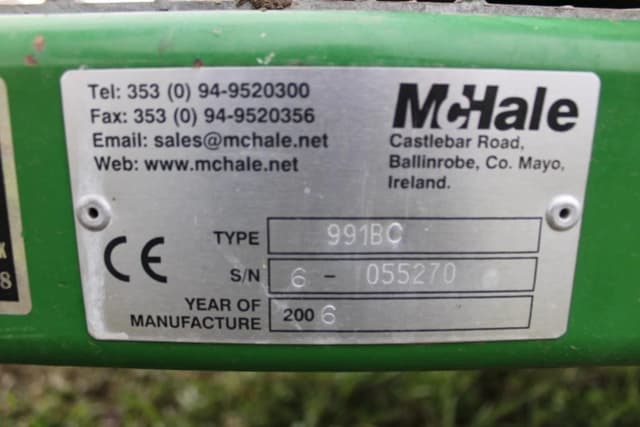 Tel: 353 (0) 94-9520300
Fax: 353 (0) 94-9520356
Email: sales@mchale.net
Web: www.mchale.net
McHale
Castlebar Road,
Ballinrobe, Co. Mayo,
Ireland.
CE
TYPE 991BC
S/N 6 - 055270
YEAR OF
MANUFACTURE 2006
K
8